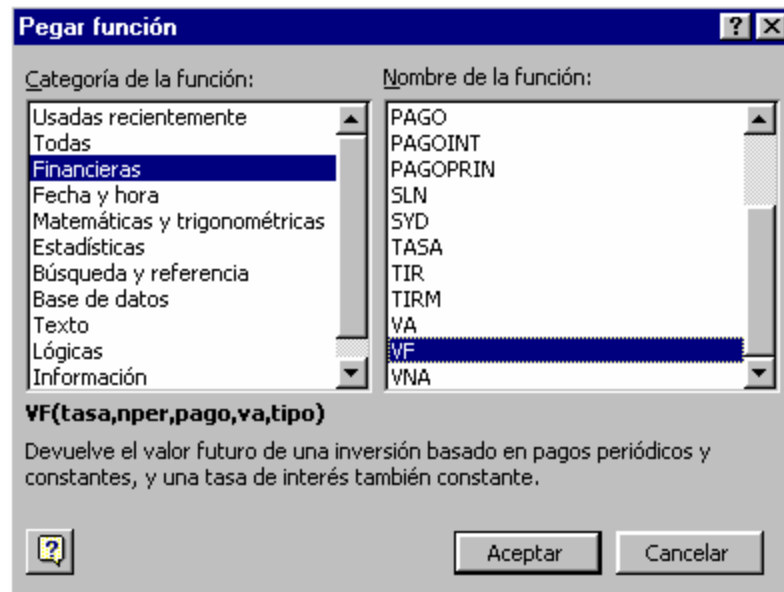 Pegar función
Categoría de la función:
Nombre de la función:
Usadas recientemente
Todas
Financieras
Fecha y hora
Matemáticas y trigonométricas
Estadísticas
Búsqueda y referencia
Base de datos
Texto
Lógicas
Información
PAGO
PAGOINT
PAGOPRIN
SLN
SYD
TASA
TIR
TIRM
VA
VF
VNA
VF(tasa,nper,pago,va,tipo)
Devuelve el valor futuro de una inversión basado en pagos periódicos y
constantes, y una tasa de interés también constante.
Aceptar
Cancelar